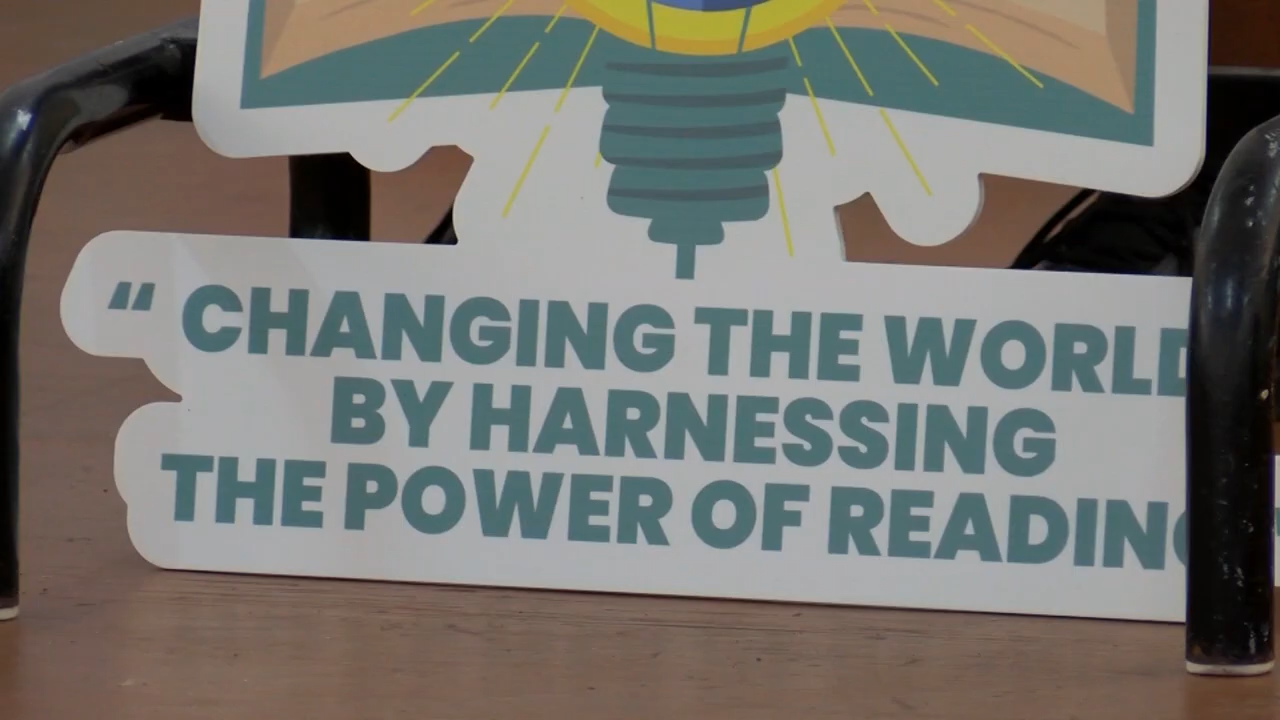 “ CHANGING THE WORLD
BY HARNESSING
THE POWER OF READING